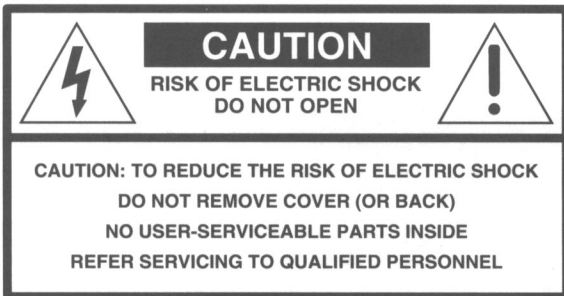 CAUTION
RISK OF ELECTRIC SHOCK
DO NOT OPEN
CAUTION: TO REDUCE THE RISK OF ELECTRIC SHOCK
DO NOT REMOVE COVER (OR BACK)
NO USER-SERVICEABLE PARTS INSIDE
REFER SERVICING TO QUALIFIED PERSONNEL